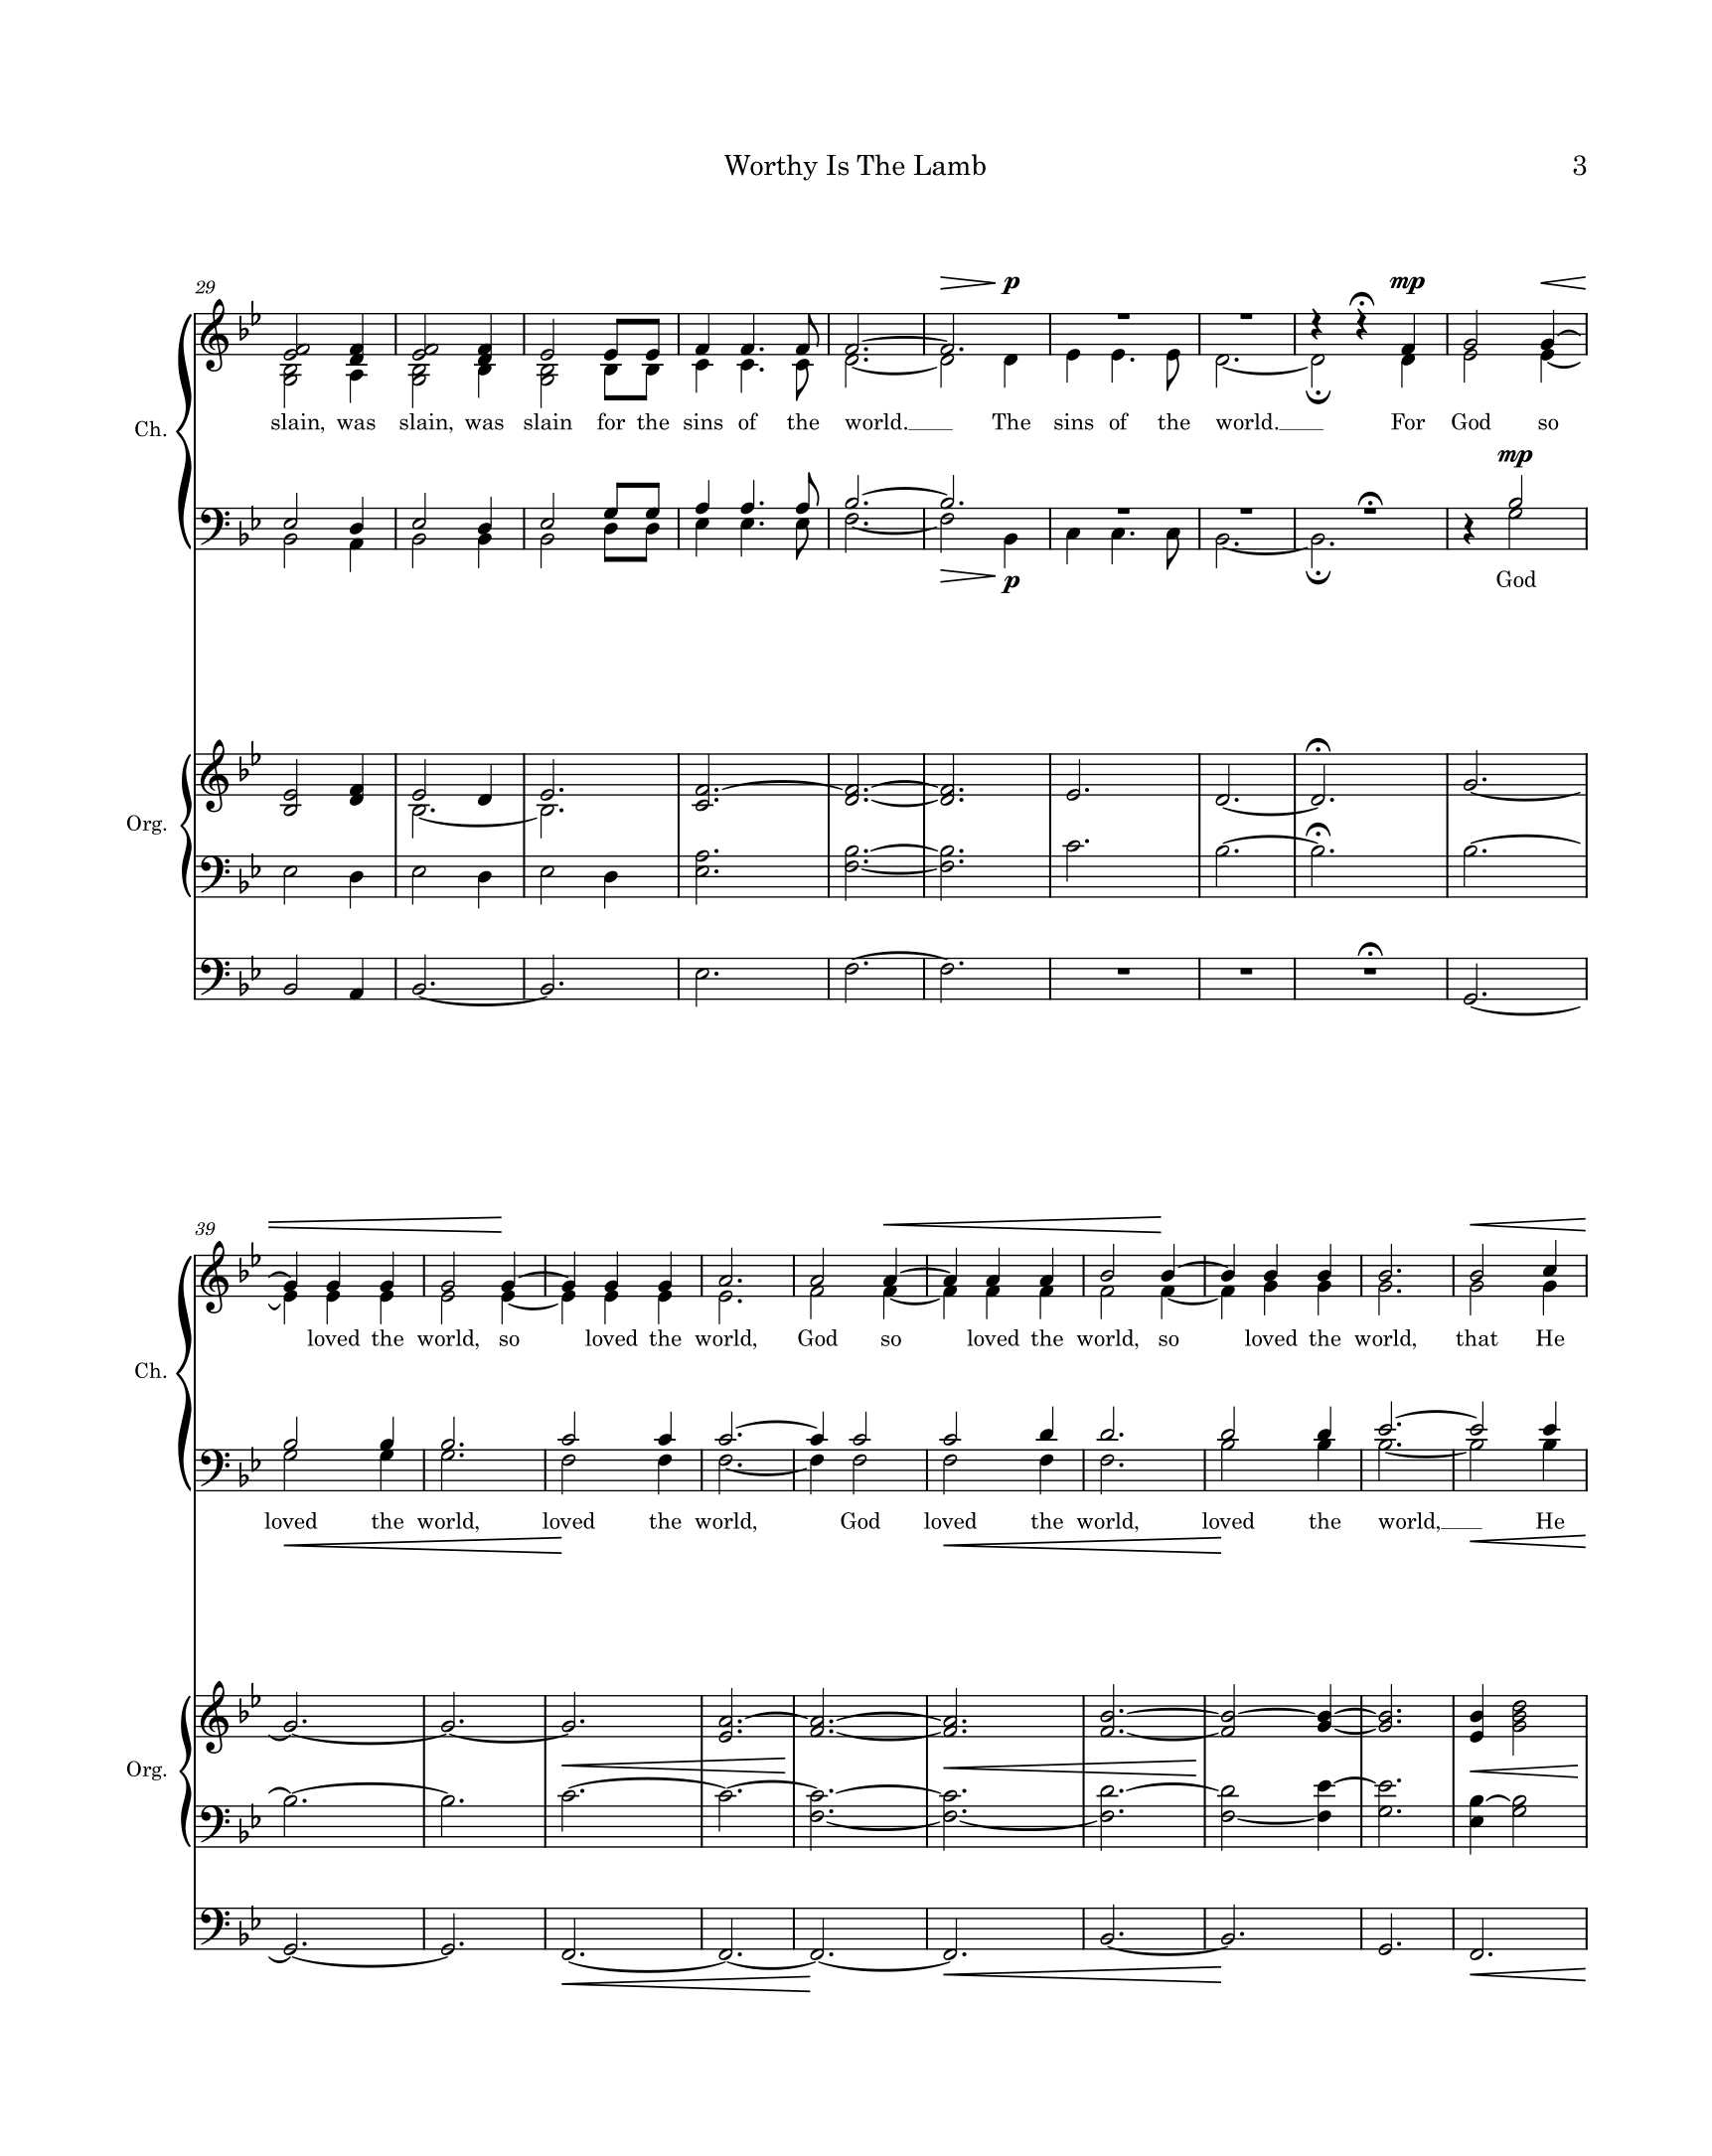 Worthy Is The Lamb 3
29
p mp
slain, was slain, was slain for the sins of the world. The sins of the world. For God so
Ch.
mp
p
God
Org.
39
loved the world, so loved the world, God so loved the world, so loved the world, that He
Ch.
loved the world, loved the world, God loved the world, loved the world, He
Org.